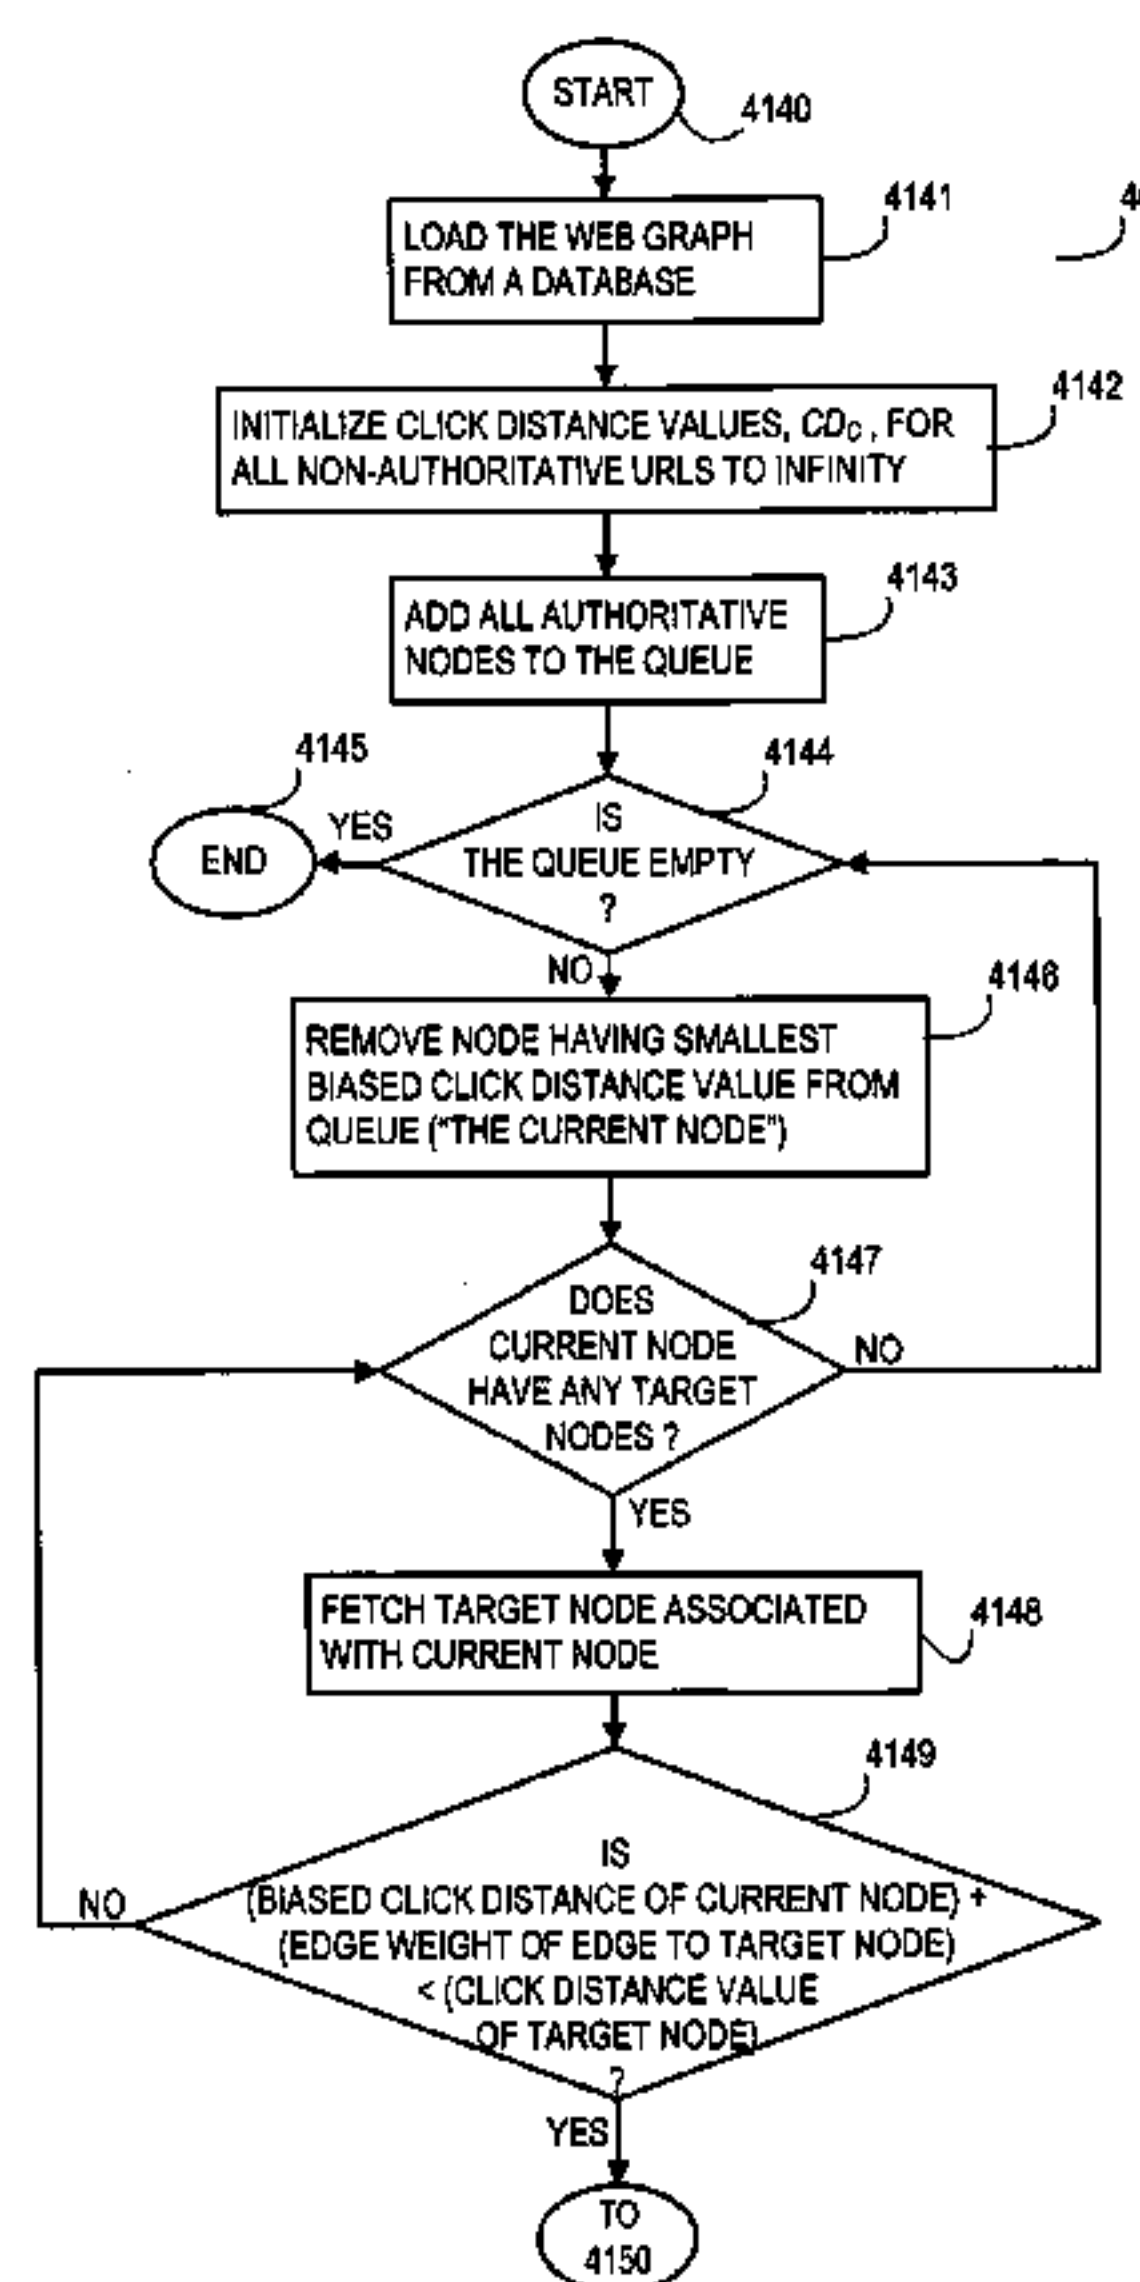 START
4140
4141
LOAD THE WEB GRAPH
FROM A DATABASE
4142
INITIALIZE CLICK DISTANCE VALUES, CDC , FOR
ALL NON-AUTHORITATIVE URLS TO INFINITY
4143
ADD ALL AUTHORITATIVE
NODES TO THE QUEUE
4145
4144
END
YES
IS
THE QUEUE EMPTY
?
NO
4146
REMOVE NODE HAVING SMALLEST
BIASED CLICK DISTANCE VALUE FROM
QUEUE ("THE CURRENT NODE")
4147
DOES
CURRENT NODE
HAVE ANY TARGET
NODES ?
NO
YES
FETCH TARGET NODE ASSOCIATED
WITH CURRENT NODE
4148
4149
IS
(BIASED CLICK DISTANCE OF CURRENT NODE) +
(EDGE WEIGHT OF EDGE TO TARGET NODE)
< (CLICK DISTANCE VALUE
OF TARGET NODE)
?
NO
YES
TO
4150